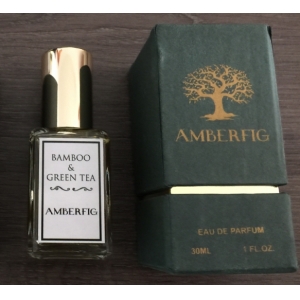 BAMBOO
&
GREEN TEA
AMBERFIG
AMBERFIG
EAU DE PARFUM
30ML 1 FL.OZ.